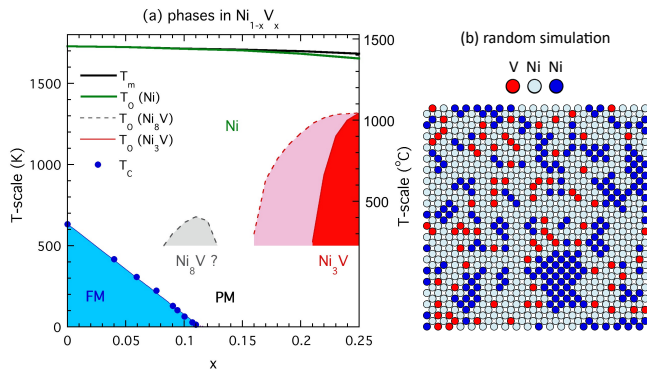 (a) phases in Ni1-xVx
T-scale (K)
1500
1000
500
0
Tm
TO (Ni)
TO (Ni8V)
TO (Ni3V)
TC
Ni
Ni8V ?
Ni3V
FM
PM
0
0.05
0.10
0.15
0.20
0.25
x
1500
1000
500
T-scale (°C)
(b) random simulation
V Ni Ni